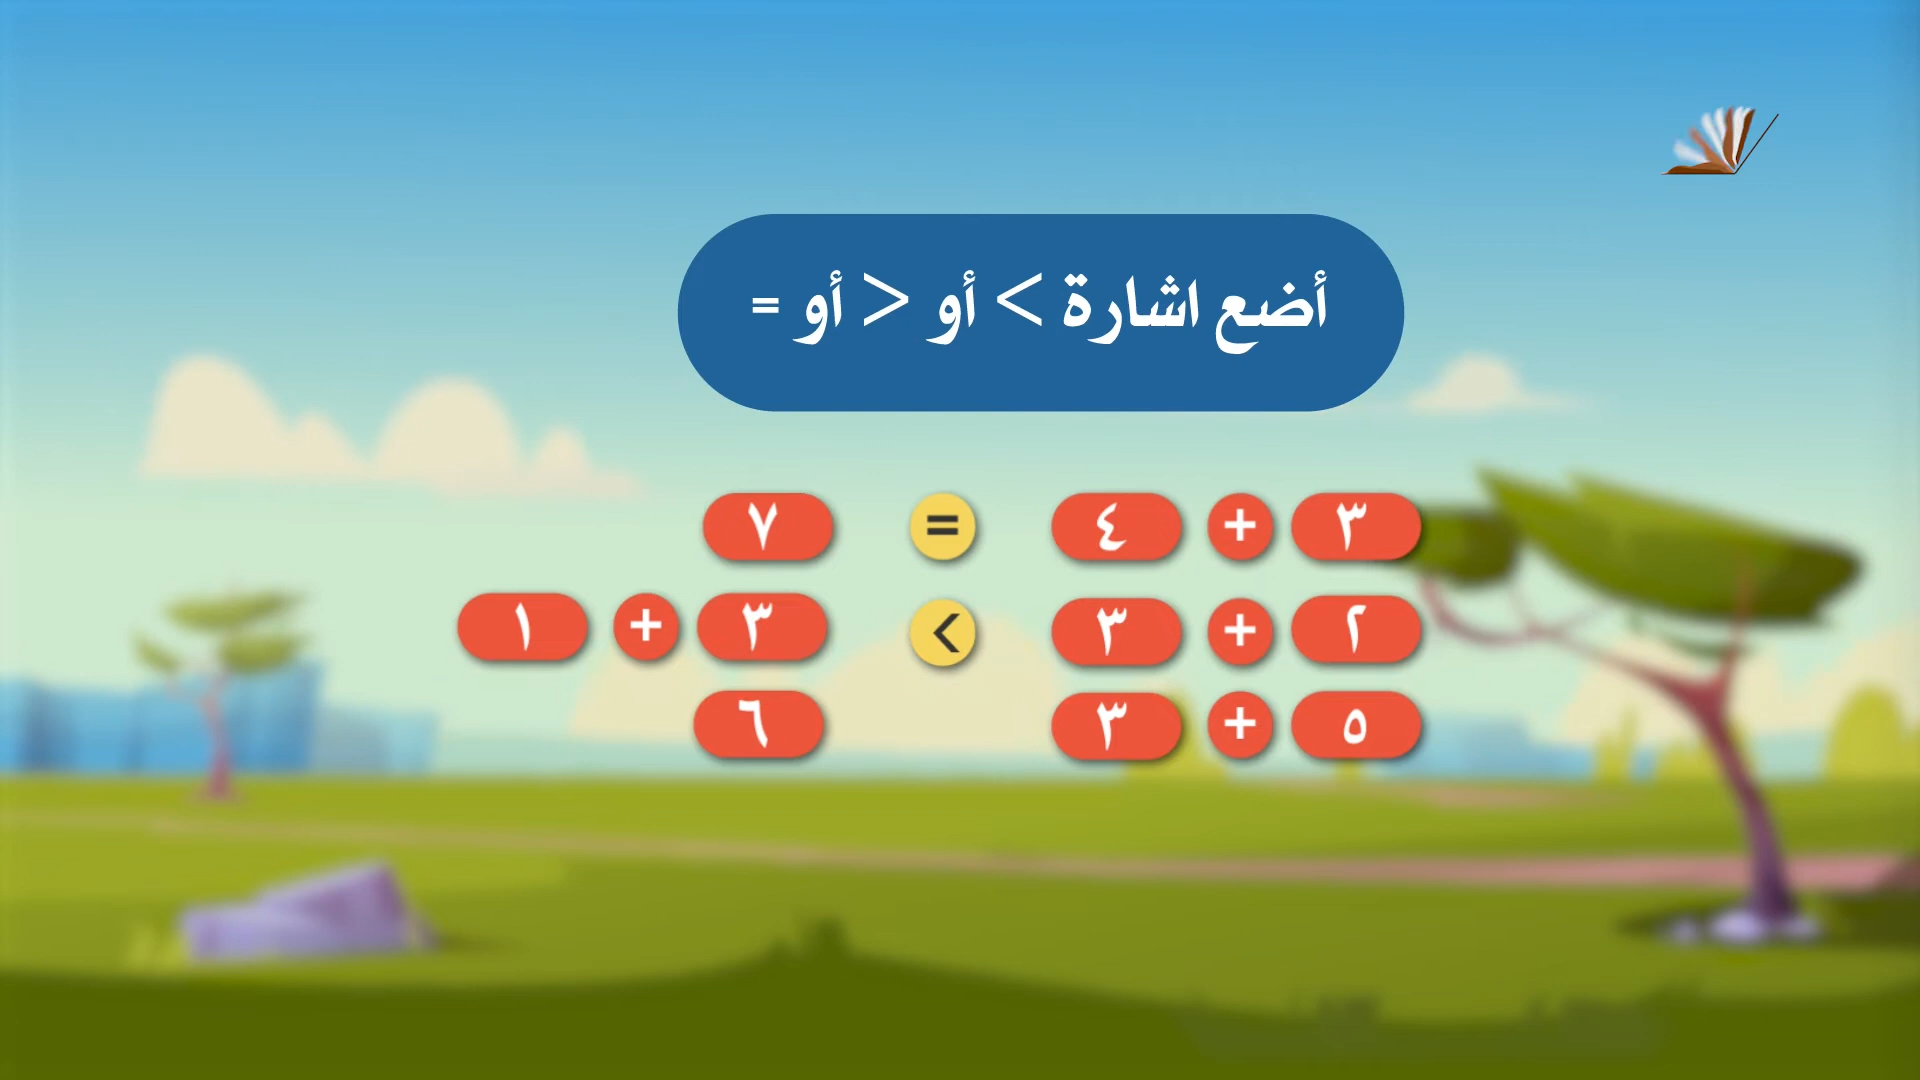 أضع اشارة > أو < أو =
٣ + ٤ = ٧
٢ + ٣ > ٣ + ١
٥ + ٣ ٦